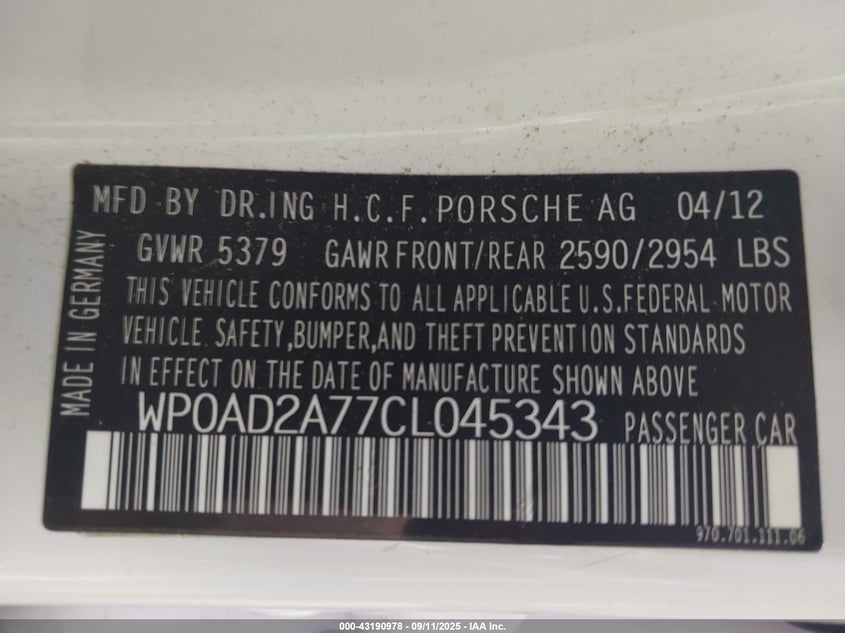 MFD BY DR.ING H.C.F.PORSCHE AG 04/12
GVWR 5379 GAWR FRONT/REAR 2590/2954 LBS
THIS VEHICLE CONFORMS TO ALL APPLICABLE U.S.FEDERAL MOTOR
VEHICLE SAFETY,BUMPER,AND THEFT PREVENTION STANDARDS
IN EFFECT ON THE DATE OF MANUFACTURE SHOWN ABOVE
WP0AD2A77CL045343 PASSENGER CAR
MADE IN GERMANY
970.701.111.06
000-43190978 - 09/11/2025 - IAA Inc.